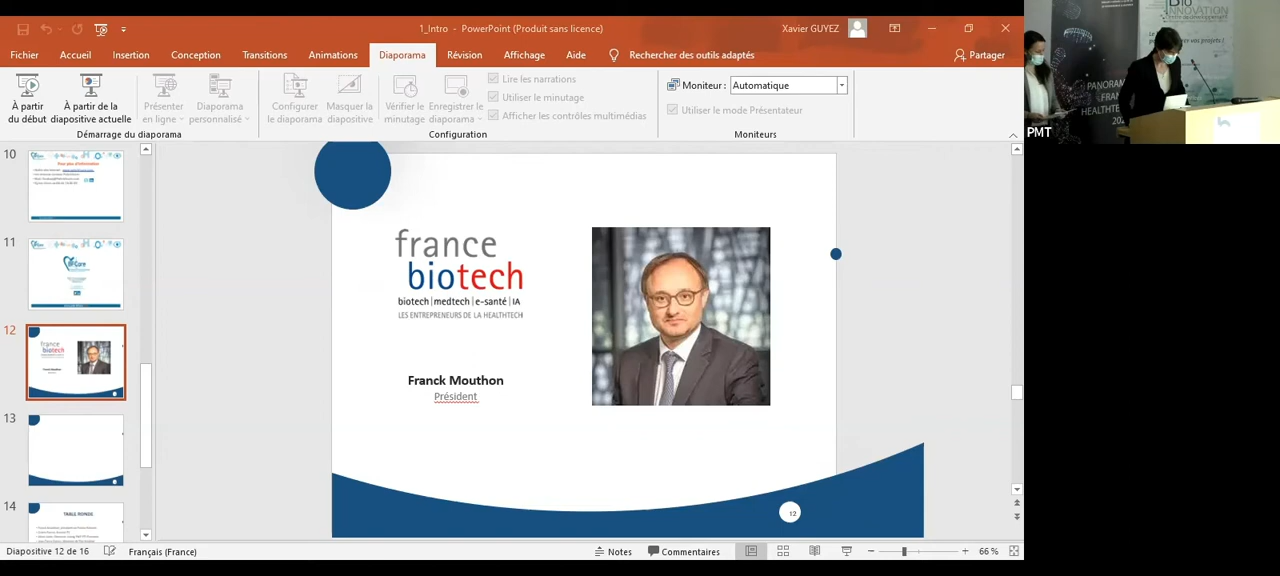 1_Intro - PowerPoint (Produit sans licence)
Xavier GUYEZ
Fichier Accueil Insertion Conception Transitions Animations Diaporama Révision Affichage Aide Rechercher des outils adaptés Partager
À partir du début
À partir de la diapositive actuelle
Présenter en ligne
Diaporama personnalisé
Configurer le diaporama
Masquer la diapositive
Vérifier le minutage
Enregistrer le diaporama
Lire les narrations
Utiliser le minutage
Afficher les contrôles multimédias
Moniteur : Automatique
Utiliser le mode Présentateur
Démarrage du diaporama
Configuration
Moniteurs
10
11
12
13
14
TABLE RONDE
france
biotech
biotech|medtech|e-santé|IA
LES ENTREPRENEURS DE LA HEALTHTECH
Franck Mouthon
Président
12
Diapositive 12 de 16 Français (France) Notes Commentaires 66 %
PMT